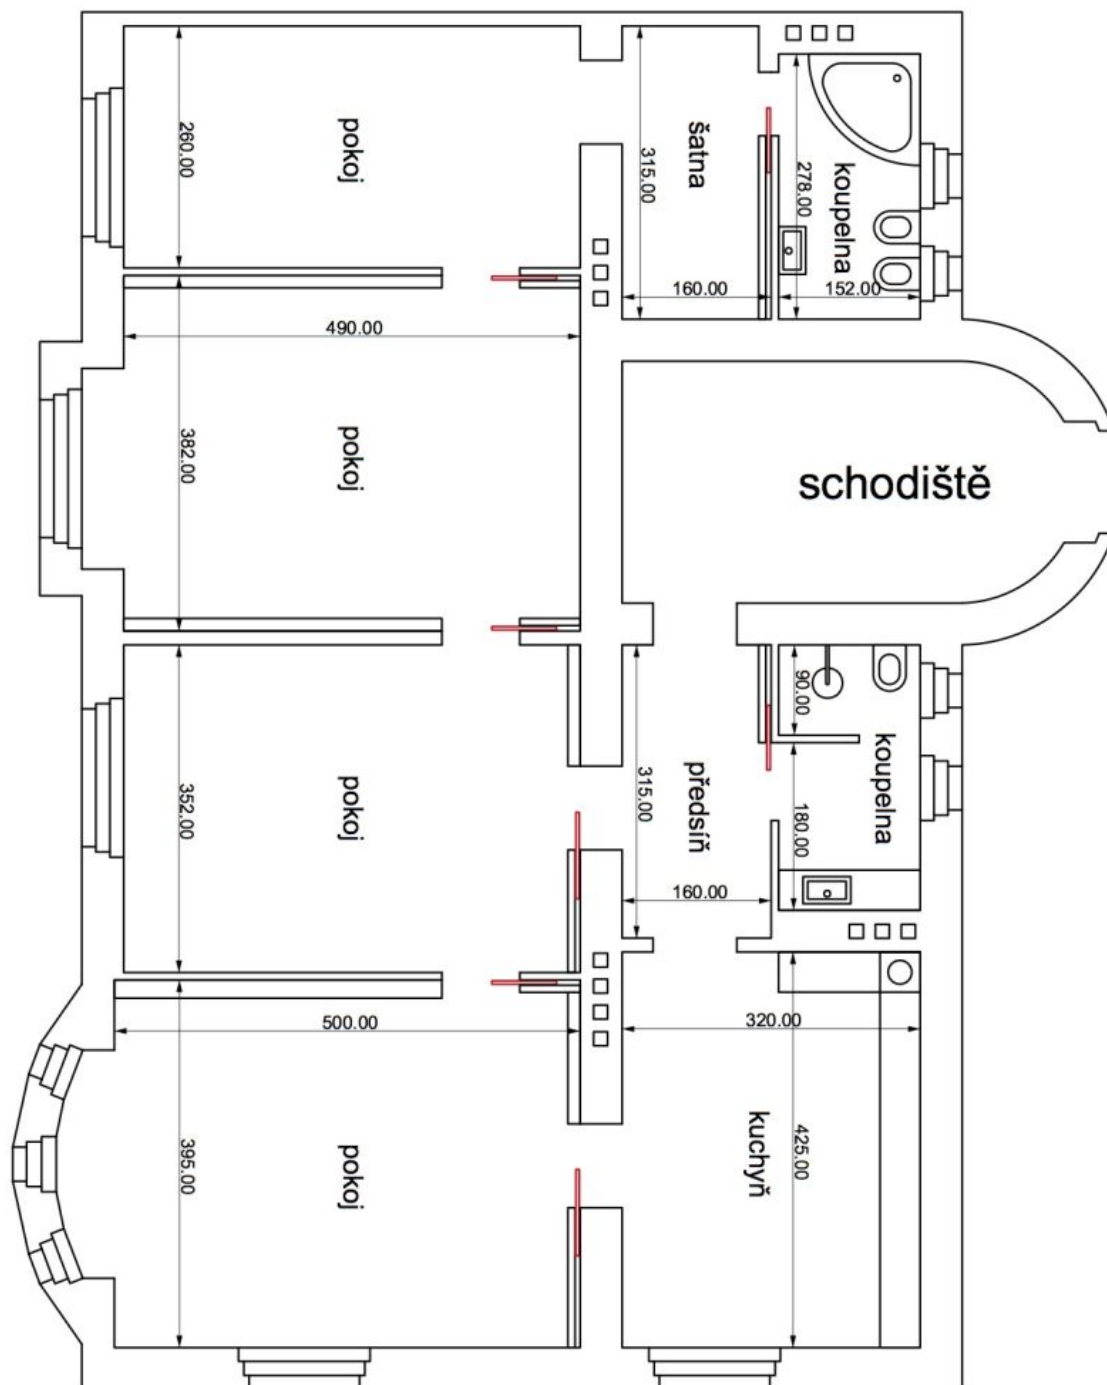 pokoj
260.00
šatna
315.00
koupelna
278.00
160.00
152.00
490.00
pokoj
382.00
schodiště
pokoj
352.00
předsíň
315.00
160.00
90.00
koupelna
180.00
500.00
320.00
pokoj
395.00
kuchyň
425.00